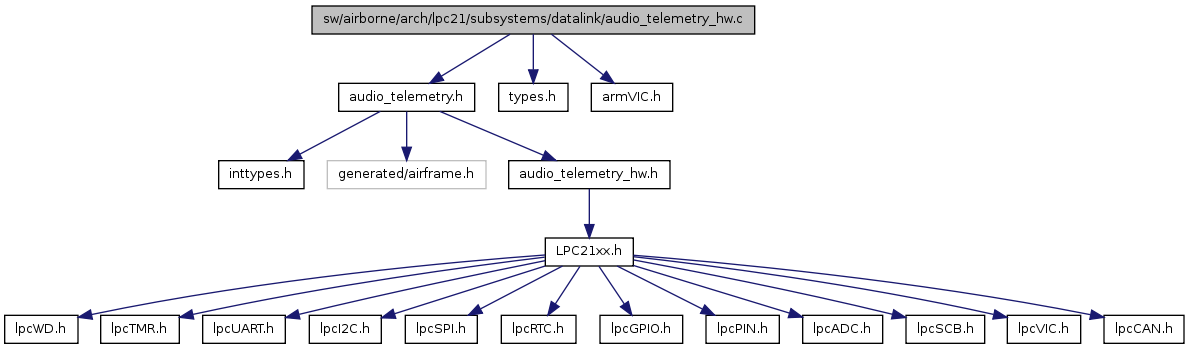 sw/airborne/arch/lpc21/subsystems/datalink/audio_telemetry_hw.c
audio_telemetry.h
types.h
armVIC.h
inttypes.h
generated/airframe.h
audio_telemetry_hw.h
LPC21xx.h
lpcWD.h
lpcTMR.h
lpcUART.h
lpcI2C.h
lpcSPI.h
lpcRTC.h
lpcGPIO.h
lpcPIN.h
lpcADC.h
lpcSCB.h
lpcVIC.h
lpcCAN.h